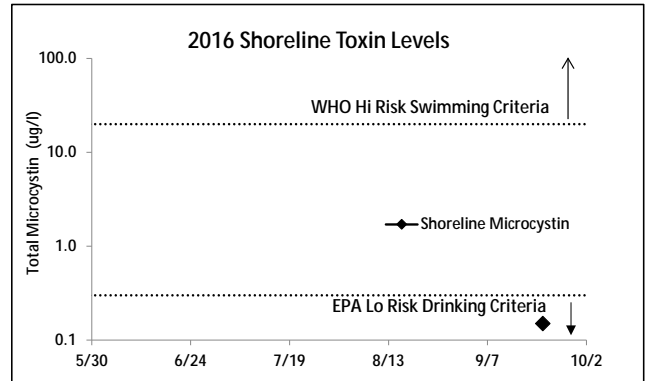 2016 Shoreline Toxin Levels
100.0
WHO Hi Risk Swimming Criteria
10.0
Total Microcystin (ug/l)
Shoreline Microcystin
1.0
EPA Lo Risk Drinking Criteria
0.1
5/30 6/24 7/19 8/13 9/7 10/2